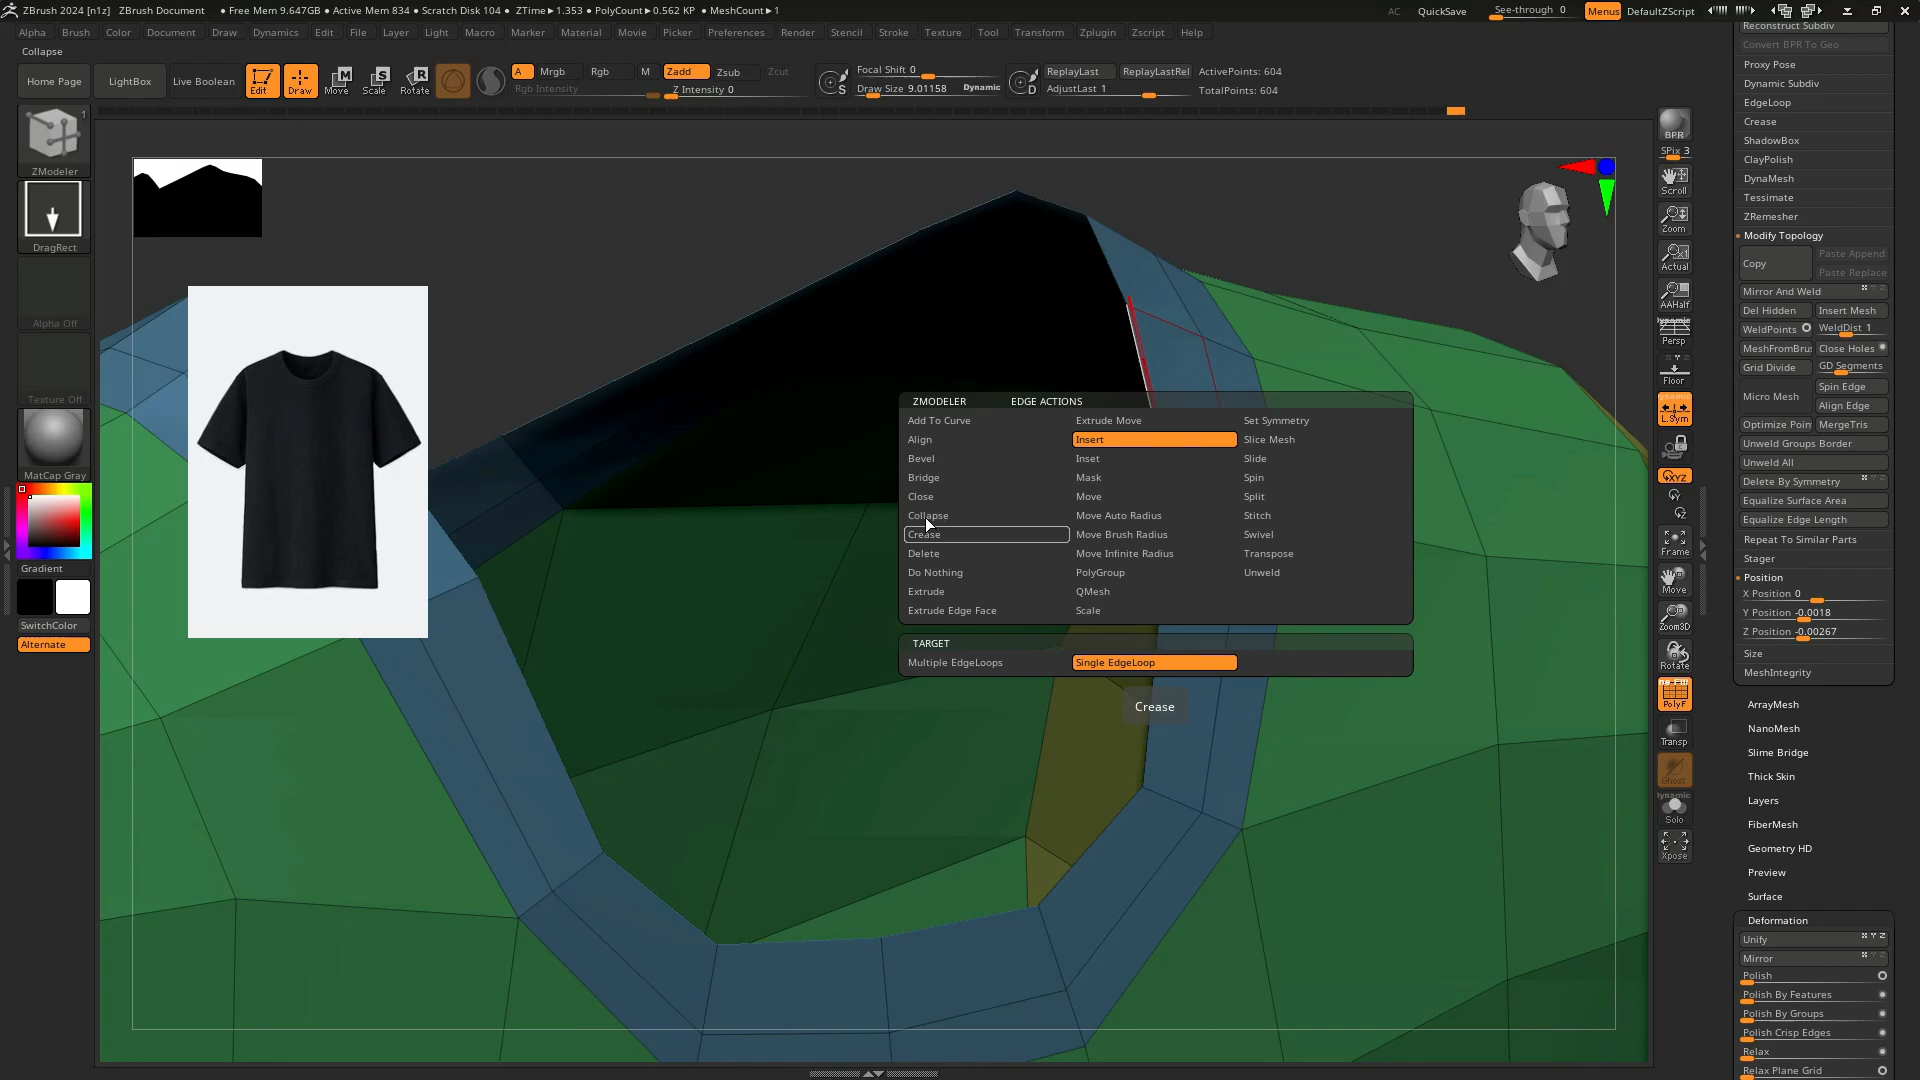 ZBrush 2024 [n1z] ZBrush Document • Free Mem 9.647GB • Active Mem 834 • Scratch Disk 104 • ZTime▸1.353 • PolyCount▸0.562 KP • MeshCount▸1 AC QuickSave See-through 0 Menus DefaultZScript
Alpha Brush Color Document Draw Dynamics Edit File Layer Light Macro Marker Material Movie Picker Preferences Render Stencil Stroke Texture Tool Transform Zplugin Zscript Help
Collapse
Home Page LightBox Live Boolean Edit Draw Move Scale Rotate A Mrgb Rgb M Zadd Zsub Zcut
Rgb Intensity Z Intensity 0
Focal Shift 0
Draw Size 9.01158 Dynamic
ReplayLast ReplayLastRel ActivePoints: 604
AdjustLast 1 TotalPoints: 604
1
ZModeler
DragRect
Alpha Off
Texture Off
MatCap Gray
Gradient
SwitchColor
Alternate
ZMODELER EDGE ACTIONS
Add To Curve Extrude Move Set Symmetry
Align Insert Slice Mesh
Bevel Inset Slide
Bridge Mask Spin
Close Move Split
Collapse Move Auto Radius Stitch
Crease Move Brush Radius Swivel
Delete Move Infinite Radius Transpose
Do Nothing PolyGroup Unweld
Extrude QMesh
Extrude Edge Face Scale
TARGET
Multiple EdgeLoops Single EdgeLoop
Crease
BPR
SPix 3
Scroll
Zoom
Actual
AAHalf
Dynamic
Persp
Floor
Dynamic
L.Sym
XYZ
Y
Z
Frame
Move
Zoom3D
Rotate
PolyF
Transp
Ghost
Dynamic
Solo
Xpose
Reconstruct Subdiv
Convert BPR To Geo
Proxy Pose
Dynamic Subdiv
EdgeLoop
Crease
ShadowBox
ClayPolish
DynaMesh
Tessimate
ZRemesher
Modify Topology
Copy Paste Append
Paste Replace
Mirror And Weld
Del Hidden Insert Mesh
WeldPoints WeldDist 1
MeshFromBrus Close Holes
Grid Divide GD Segments
Micro Mesh Spin Edge
Align Edge
Optimize Poin MergeTris
Unweld Groups Border
Unweld All
Delete By Symmetry
Equalize Surface Area
Equalize Edge Length
Repeat To Similar Parts
Stager
Position
X Position 0
Y Position -0.0018
Z Position -0.00267
Size
MeshIntegrity
ArrayMesh
NanoMesh
Slime Bridge
Thick Skin
Layers
FiberMesh
Geometry HD
Preview
Surface
Deformation
Unify
Mirror
Polish
Polish By Features
Polish By Groups
Polish Crisp Edges
Relax
Relax Plane Grid